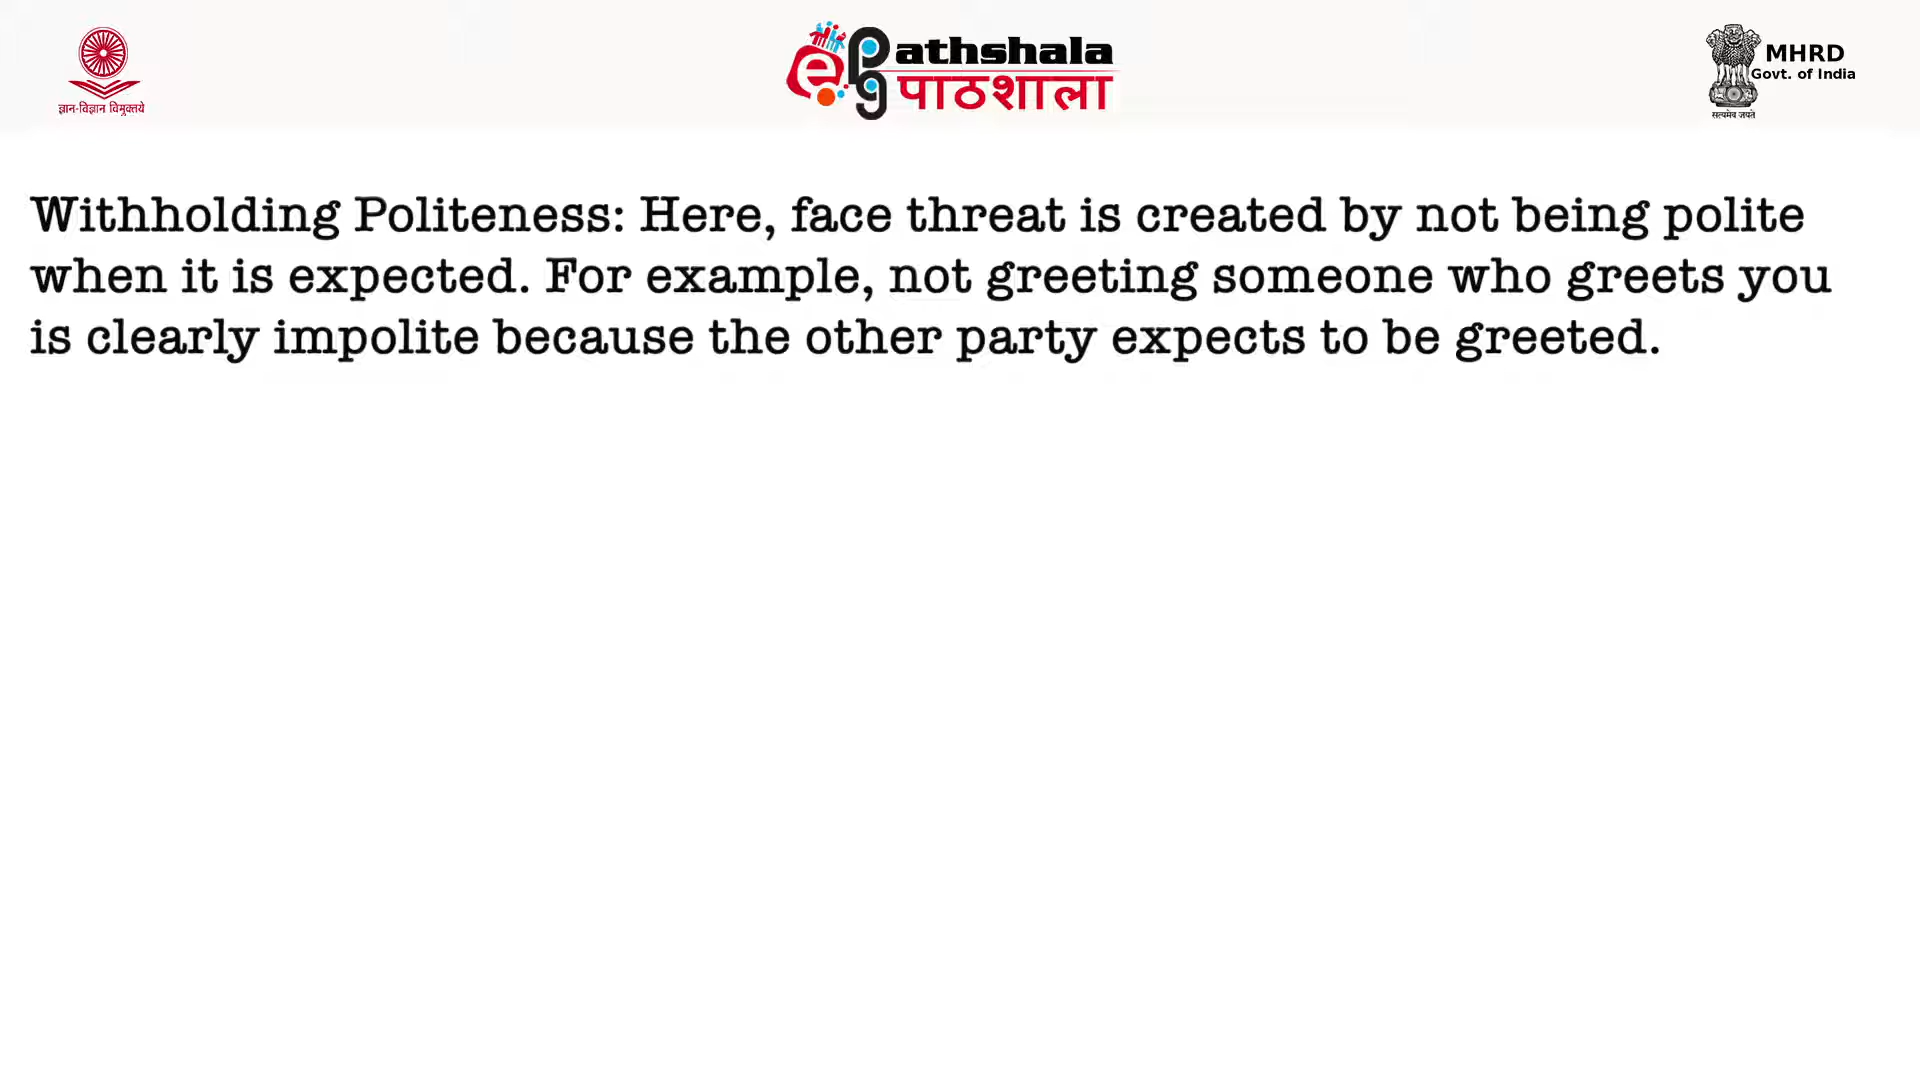 ज्ञान-विज्ञान विमुक्तये
e Pg athshala
पाठशाला
MHRD
Govt. of India
सत्यमेव जयते
Withholding Politeness: Here, face threat is created by not being polite
when it is expected. For example, not greeting someone who greets you
is clearly impolite because the other party expects to be greeted.